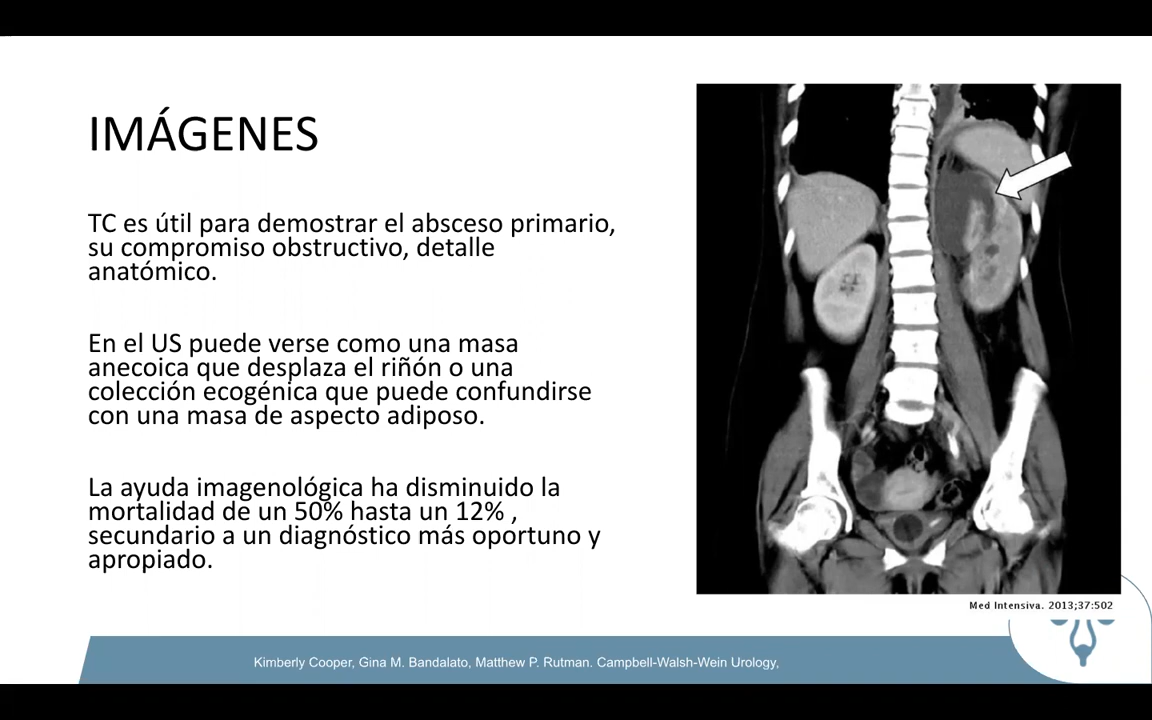 IMÁGENES
TC es útil para demostrar el absceso primario,
su compromiso obstructivo, detalle
anatómico.
En el US puede verse como una masa
anecoica que desplaza el riñón o una
colección ecogénica que puede confundirse
con una masa de aspecto adiposo.
La ayuda imagenológica ha disminuido la
mortalidad de un 50% hasta un 12% ,
secundario a un diagnóstico más oportuno y
apropiado.
Med Intensiva. 2013;37:502
Kimberly Cooper, Gina M. Bandalato, Matthew P. Rutman. Campbell-Walsh-Wein Urology,